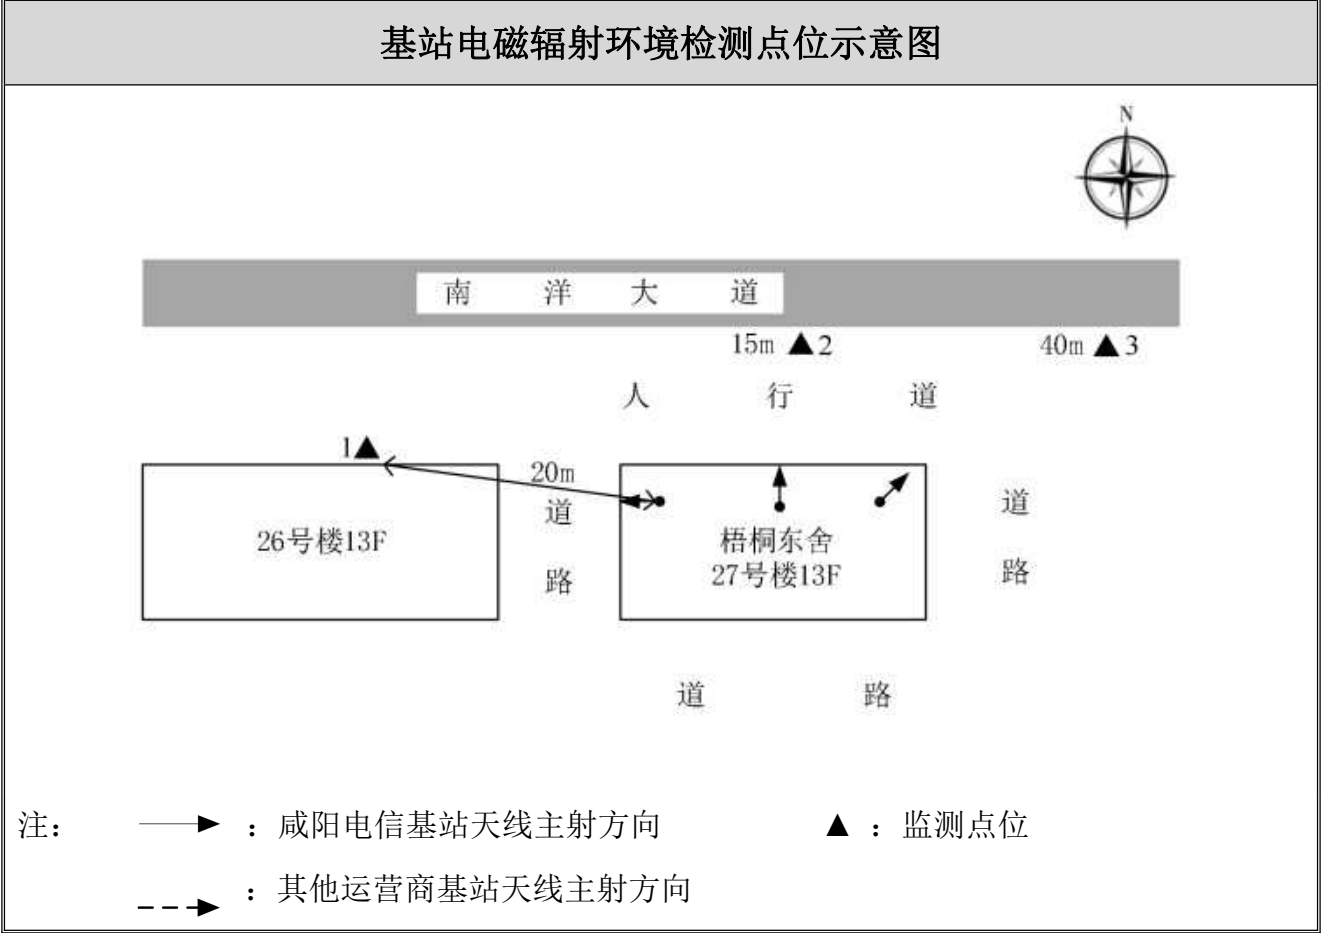 基站电磁辐射环境检测点位示意图
N
南洋大道
15m ▲2
40m ▲3
人行道
1▲
20m
道路
26号楼13F
梧桐东舍
27号楼13F
道路
道路
注：
：咸阳电信基站天线主射方向
▲：监测点位
：其他运营商基站天线主射方向